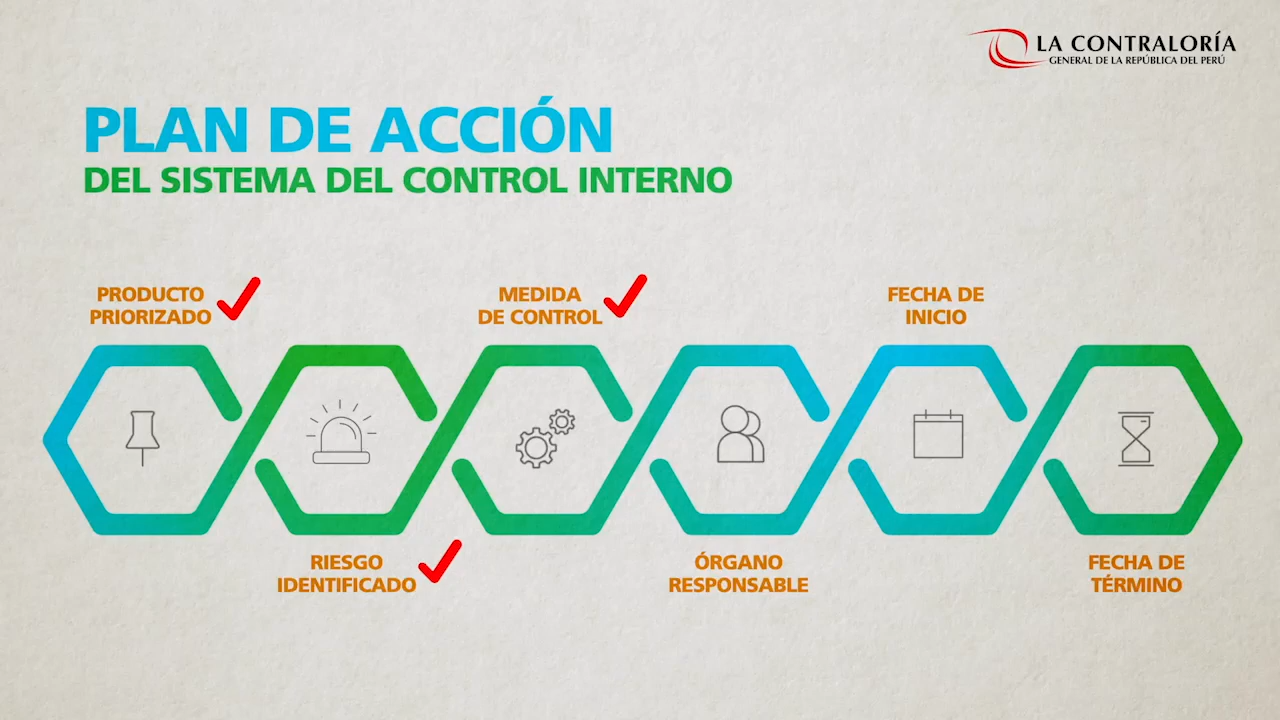 LA CONTRALORÍA
GENERAL DE LA REPÚBLICA DEL PERÚ
PLAN DE ACCIÓN
DEL SISTEMA DEL CONTROL INTERNO
PRODUCTO
PRIORIZADO
MEDIDA
DE CONTROL
FECHA DE
INICIO
RIESGO
IDENTIFICADO
ÓRGANO
RESPONSABLE
FECHA DE
TÉRMINO